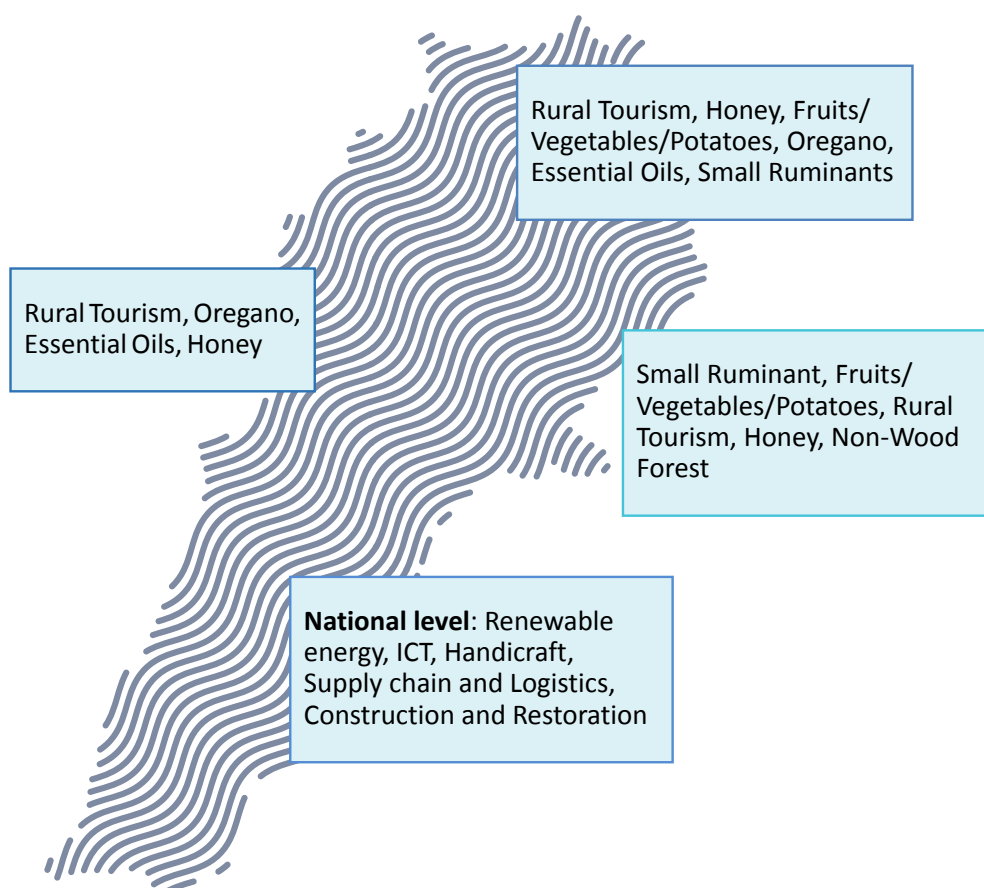 Rural Tourism, Honey, Fruits/
Vegetables/Potatoes, Oregano,
Essential Oils, Small Ruminants
Rural Tourism, Oregano,
Essential Oils, Honey
Small Ruminant, Fruits/
Vegetables/Potatoes, Rural
Tourism, Honey, Non-Wood
Forest
National level: Renewable
energy, ICT, Handicraft,
Supply chain and Logistics,
Construction and Restoration